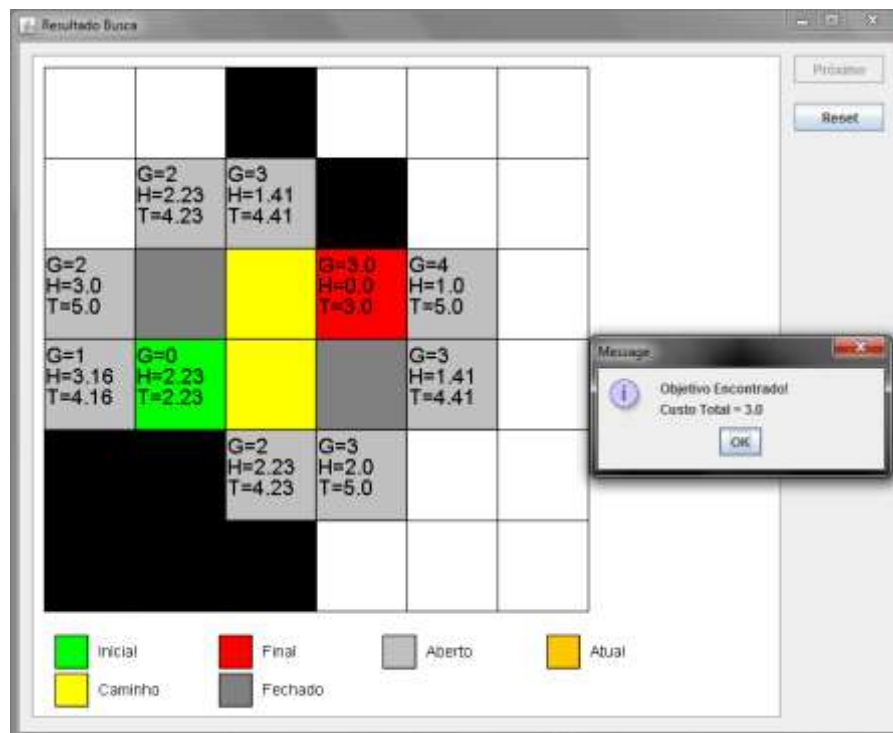 Resultado Busca
Próximo
Reset
G=2
H=2.23
T=4.23
G=3
H=1.41
T=4.41
G=2
H=3.0
T=5.0
G=3.0
H=0.0
T=3.0
G=4
H=1.0
T=5.0
G=1
H=3.16
T=4.16
G=0
H=2.23
T=2.23
G=3
H=1.41
T=4.41
G=2
H=2.23
T=4.23
G=3
H=2.0
T=5.0
Message
Objetivo Encontrado!
Custo Total = 3.0
OK
Inicial
Final
Aberto
Atual
Caminho
Fechado